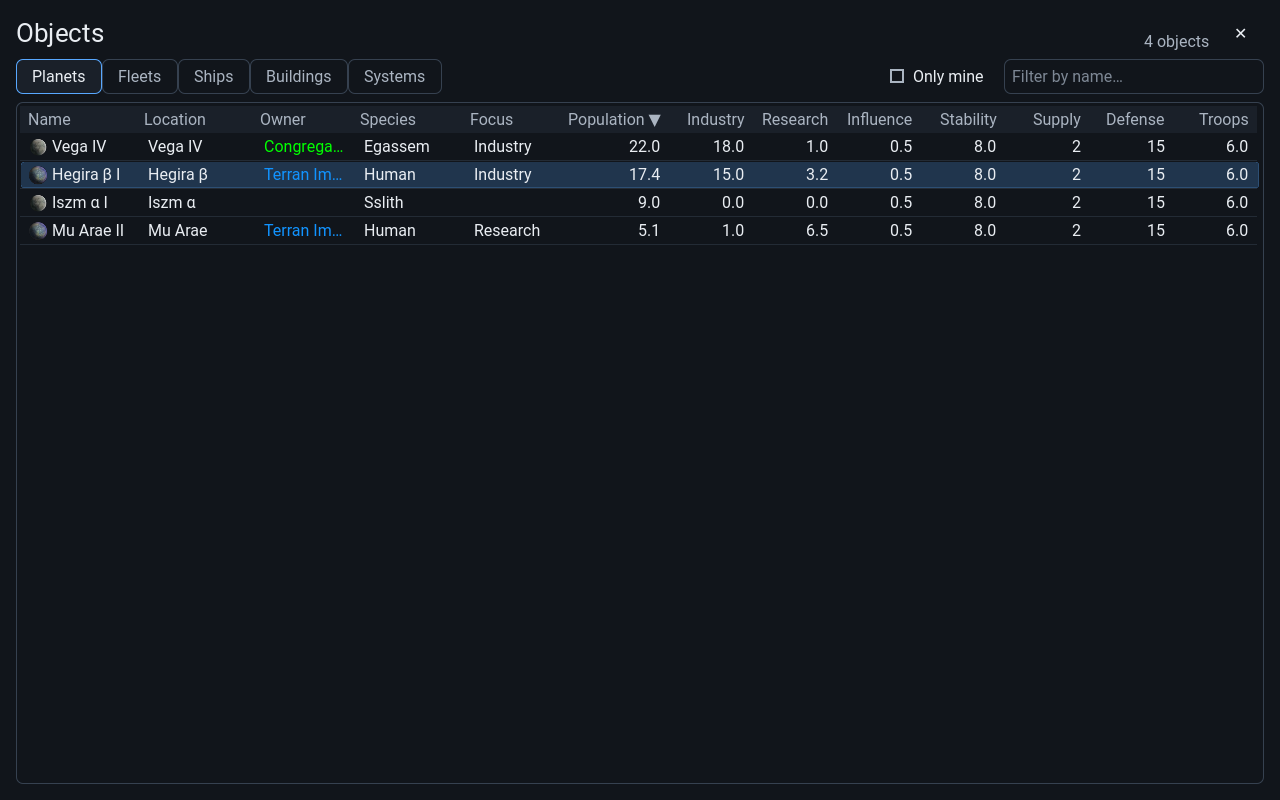 Objects
4 objects ×
Planets Fleets Ships Buildings Systems Only mine Filter by name…
Name Location Owner Species Focus Population ▼ Industry Research Influence Stability Supply Defense Troops
Vega IV Vega IV Congrega… Egassem Industry 22.0 18.0 1.0 0.5 8.0 2 15 6.0
Hegira β I Hegira β Terran Im… Human Industry 17.4 15.0 3.2 0.5 8.0 2 15 6.0
Iszm α I Iszm α Sslith 9.0 0.0 0.0 0.5 8.0 2 15 6.0
Mu Arae II Mu Arae Terran Im… Human Research 5.1 1.0 6.5 0.5 8.0 2 15 6.0